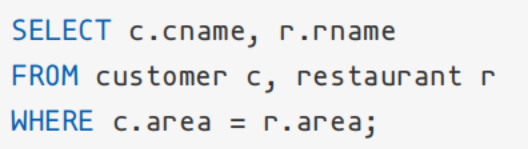 SELECT c.cname, r.rname
FROM customer c, restaurant r
WHERE c.area = r.area;